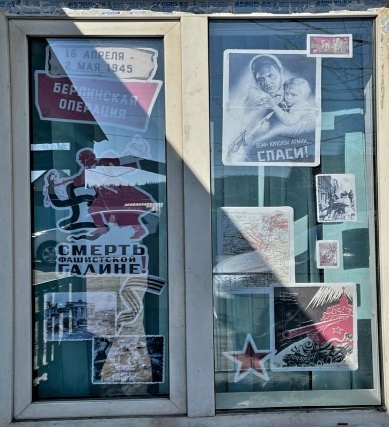 16 АПРЕЛЯ -
2 МАЯ 1945
БЕРЛИНСКАЯ
ОПЕРАЦИЯ
СМЕРТЬ
ФАШИСТСКОЙ
ГАДИНЕ!
ВОИН КРАСНОЙ АРМИИ,
СПАСИ!